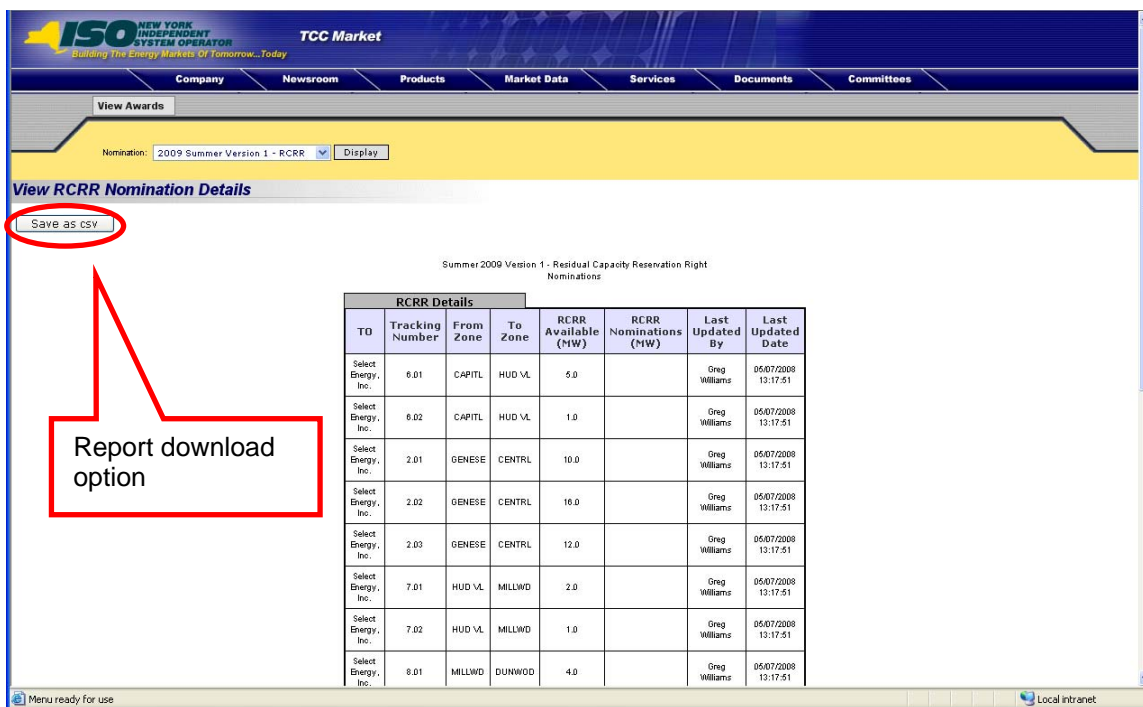 ISO NEW YORK
INDEPENDENT
SYSTEM OPERATOR
Building The Energy Markets Of Tomorrow...Today
TCC Market
Company Newsroom Products Market Data Services Documents Committees
View Awards
Nomination: 2009 Summer Version 1 - RCRR Display
View RCRR Nomination Details
Save as csv
Summer 2009 Version 1 - Residual Capacity Reservation Right
Nominations
RCRR Details
TO Tracking Number From Zone To Zone RCRR Available (MW) RCRR Nominations (MW) Last Updated By Last Updated Date
Select Energy, Inc. 6.01 CAPITL HUD VL 5.0 Greg Williams 05/07/2008 13:17:51
Select Energy, Inc. 6.02 CAPITL HUD VL 1.0 Greg Williams 05/07/2008 13:17:51
Select Energy, Inc. 2.01 GENESE CENTRL 10.0 Greg Williams 05/07/2008 13:17:51
Select Energy, Inc. 2.02 GENESE CENTRL 16.0 Greg Williams 05/07/2008 13:17:51
Select Energy, Inc. 2.03 GENESE CENTRL 12.0 Greg Williams 05/07/2008 13:17:51
Select Energy, Inc. 7.01 HUD VL MILLWD 2.0 Greg Williams 05/07/2008 13:17:51
Select Energy, Inc. 7.02 HUD VL MILLWD 1.0 Greg Williams 05/07/2008 13:17:51
Select Energy, Inc. 8.01 MILLWD DUNWOD 4.0 Greg Williams 05/07/2008 13:17:51
Report download
option
Menu ready for use
Local intranet